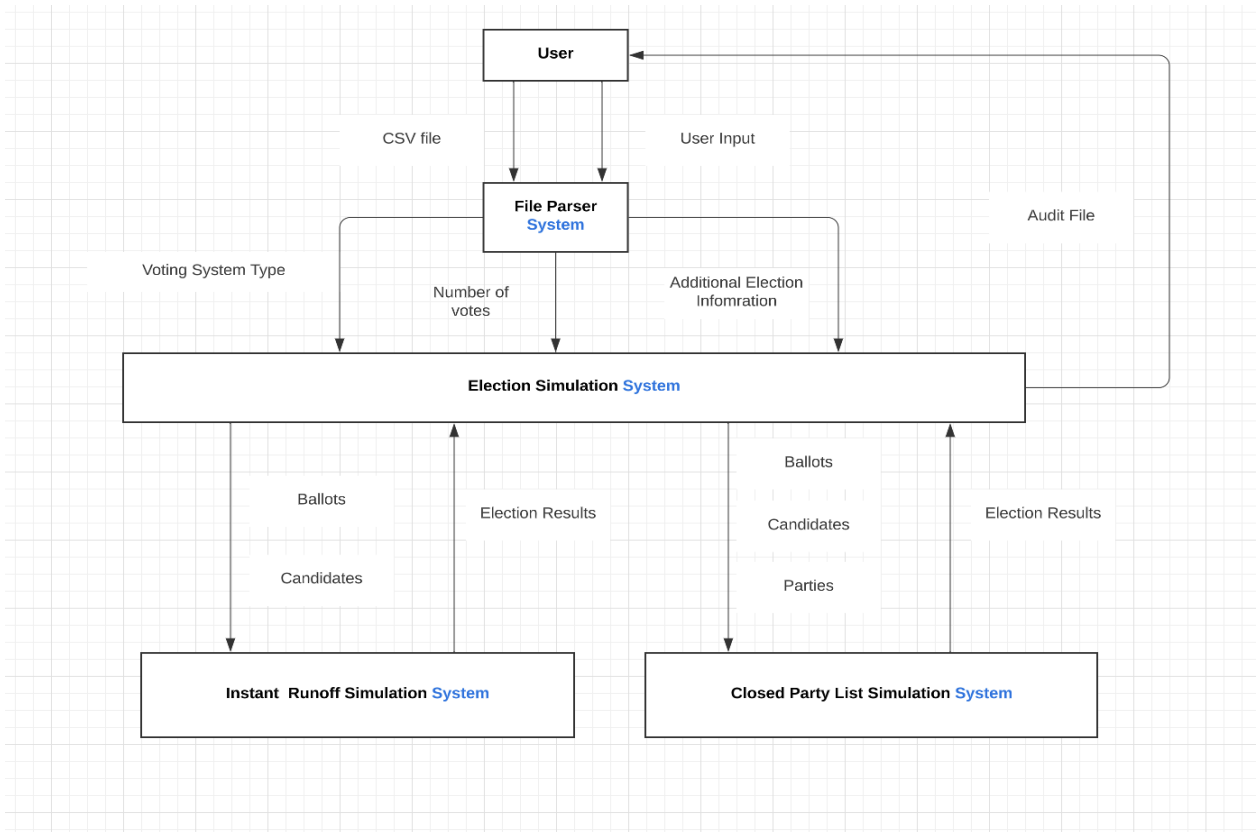 User
CSV file
User Input
File Parser
System
Audit File
Voting System Type
Number of
votes
Additional Election
Infomration
Election Simulation System
Ballots
Candidates
Election Results
Ballots
Candidates
Parties
Election Results
Instant  Runoff Simulation System
Closed Party List Simulation System